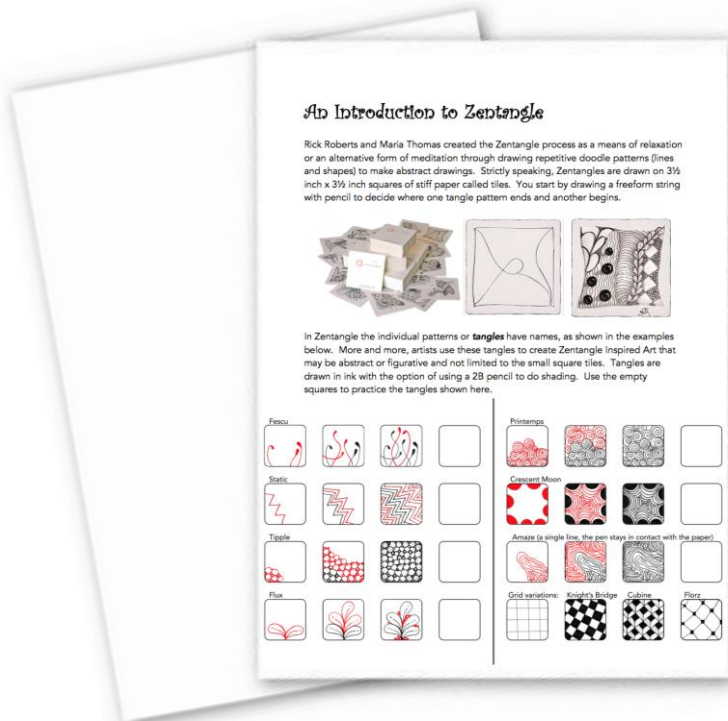 An Introduction to Zentangle
Rick Roberts and Maria Thomas created the Zentangle process as a means of relaxation
or an alternative form of meditation through drawing repetitive doodle patterns (lines
and shapes) to make abstract drawings. Strictly speaking, Zentangles are drawn on 3½
inch x 3½ inch squares of stiff paper called tiles. You start by drawing a freeform string
with pencil to decide where one tangle pattern ends and another begins.
In Zentangle the individual patterns or tangles have names, as shown in the examples
below. More and more, artists use these tangles to create Zentangle Inspired Art that
may be abstract or figurative and not limited to the small square tiles. Tangles are
drawn in ink with the option of using a 2B pencil to do shading. Use the empty
squares to practice the tangles shown here.
Fescu
Static
Tipple
Flux
Printemps
Crescent Moon
Amaze (a single line, the pen stays in contact with the paper)
Grid variations: Knight's Bridge Cubine Florz